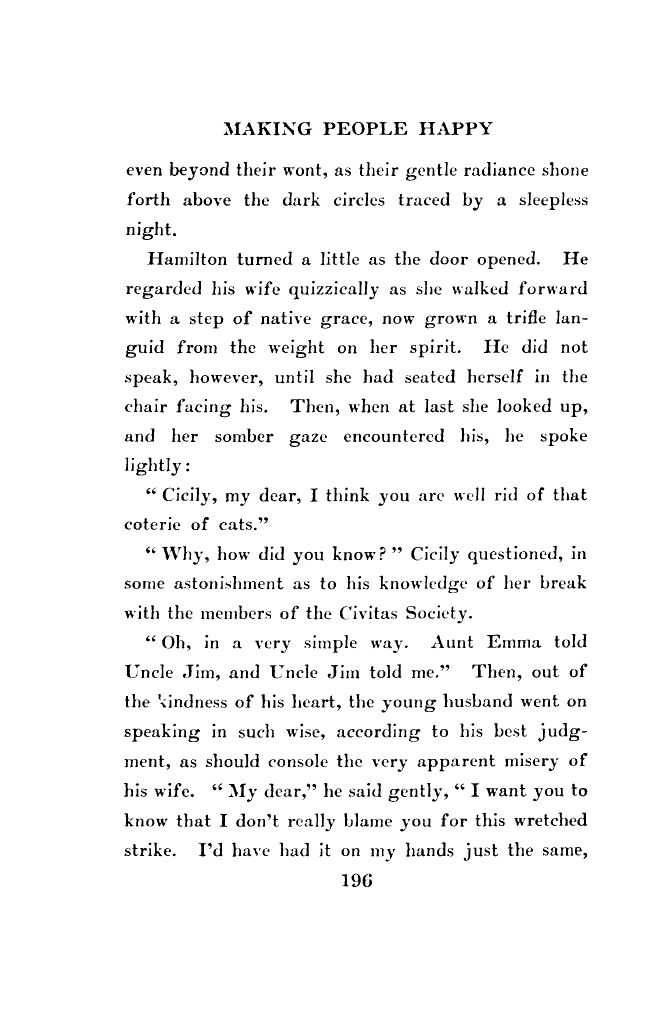 MAKING PEOPLE HAPPY
even beyond their wont, as their gentle radiance shone
forth above the dark circles traced by a sleepless
night.
Hamilton turned a little as the door opened. He
regarded his wife quizzically as she walked forward
with a step of native grace, now grown a trifle lan-
guid from the weight on her spirit. He did not
speak, however, until she had seated herself in the
chair facing his. Then, when at last she looked up,
and her somber gaze encountered his, he spoke
lightly:
“ Cicily, my dear, I think you are well rid of that
coterie of cats.”
“ Why, how did you know? ” Cicily questioned, in
some astonishment as to his knowledge of her break
with the members of the Civitas Society.
“ Oh, in a very simple way. Aunt Emma told
Uncle Jim, and Uncle Jim told me.” Then, out of
the kindness of his heart, the young husband went on
speaking in such wise, according to his best judg-
ment, as should console the very apparent misery of
his wife. “ My dear,” he said gently, “ I want you to
know that I don’t really blame you for this wretched
strike. I’d have had it on my hands just the same,
196